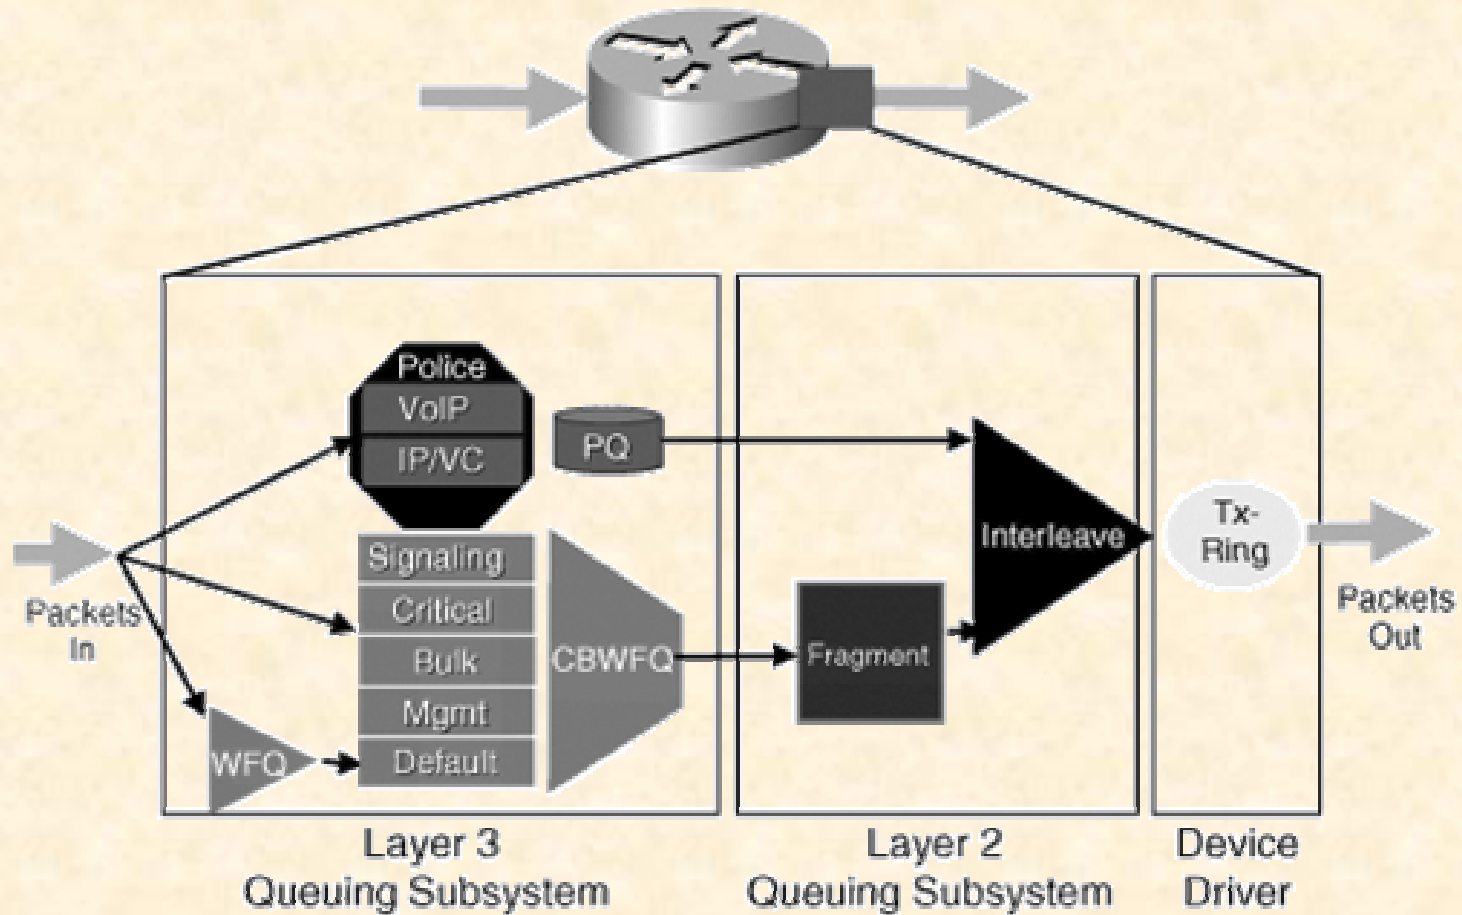 Police
VoIP
IP/VC
PQ
Signaling
Critical
Bulk
Mgmt
Default
CBWFQ
WFQ
Packets
In
Fragment
Interleave
Tx-
Ring
Packets
Out
Layer 3
Queuing Subsystem
Layer 2
Queuing Subsystem
Device
Driver